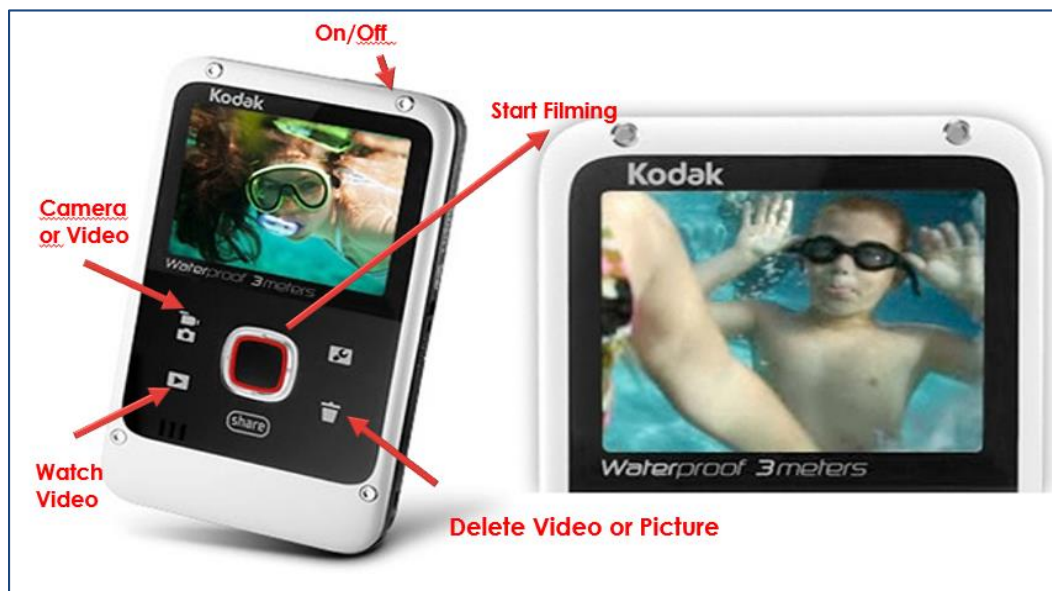 On/Off
Kodak
Start Filming
Kodak
Camera
or Video
Waterproof 3meters
share
Watch
Video
Waterproof 3meters
Delete Video or Picture